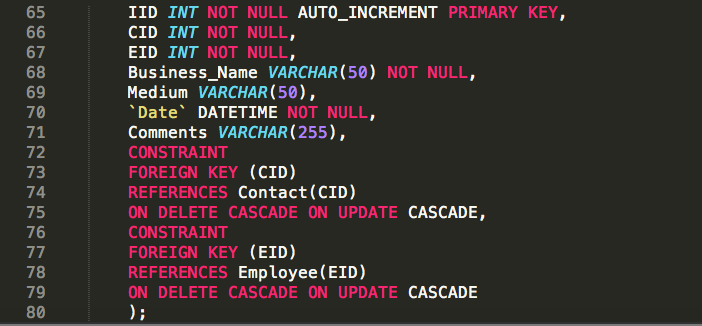 65 IID INT NOT NULL AUTO_INCREMENT PRIMARY KEY,
66 CID INT NOT NULL,
67 EID INT NOT NULL,
68 Business_Name VARCHAR(50) NOT NULL,
69 Medium VARCHAR(50),
70 `Date` DATETIME NOT NULL,
71 Comments VARCHAR(255),
72 CONSTRAINT
73 FOREIGN KEY (CID)
74 REFERENCES Contact(CID)
75 ON DELETE CASCADE ON UPDATE CASCADE,
76 CONSTRAINT
77 FOREIGN KEY (EID)
78 REFERENCES Employee(EID)
79 ON DELETE CASCADE ON UPDATE CASCADE
80 );